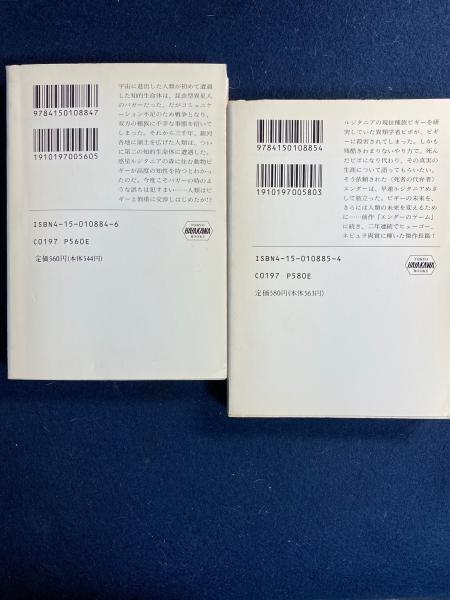 宇宙に進出した人類が初めて遭遇
した知的生命体は、昆虫型異星人
のバガーだった。だがコミュニケ
ーション不足のため戦争となり、
双方の種族に不幸な事態を招いて
しまった。それから三千年。銀河
各地に領土を広げた人類は、つい
に第二の知的生命体に遭遇した。
惑星ルジタニアの森に住む動物ピ
ギーが高度の知性を持つとわかっ
たのだ。今度こそバガーの時のよ
うな誤ちは犯すまい……人類はピ
ギーと慎重に交渉しはじめたが!?
9784150108847
1910197005605
ISBN4-15-010884-6
C0197 P560E
定価560円(本体544円)
TOKYO
HAYAKAWA
BOOKS
ルジタニアの現住種族ピギーを研
究していた異類学者ピポが、ピギ
ーに殺害されてしまった。しかも
残酷きわまりないやり方で。死ん
だピポになり代わり、その真実の
生涯について語ってもらいたい。
そう依頼された〈死者の代弁者〉
エンダーは、早速ルジタニアめざ
して旅立った。ピギーの未来を、
さらには人類の未来を変えるため
に……前作『エンダーのゲーム』
に続き、二年連続でヒューゴー、
ネビュラ両賞に輝いた傑作長篇!
9784150108854
1910197005803
ISBN4-15-010885-4
C0197 P580E
定価580円(本体563円)
TOKYO
HAYAKAWA
BOOKS